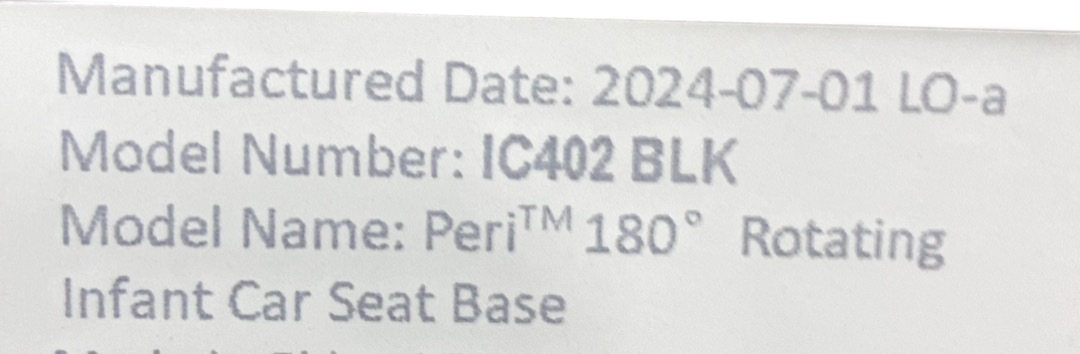 Manufactured Date: 2024-07-01 LO-a
Model Number: IC402 BLK
Model Name: Peri™ 180° Rotating
Infant Car Seat Base